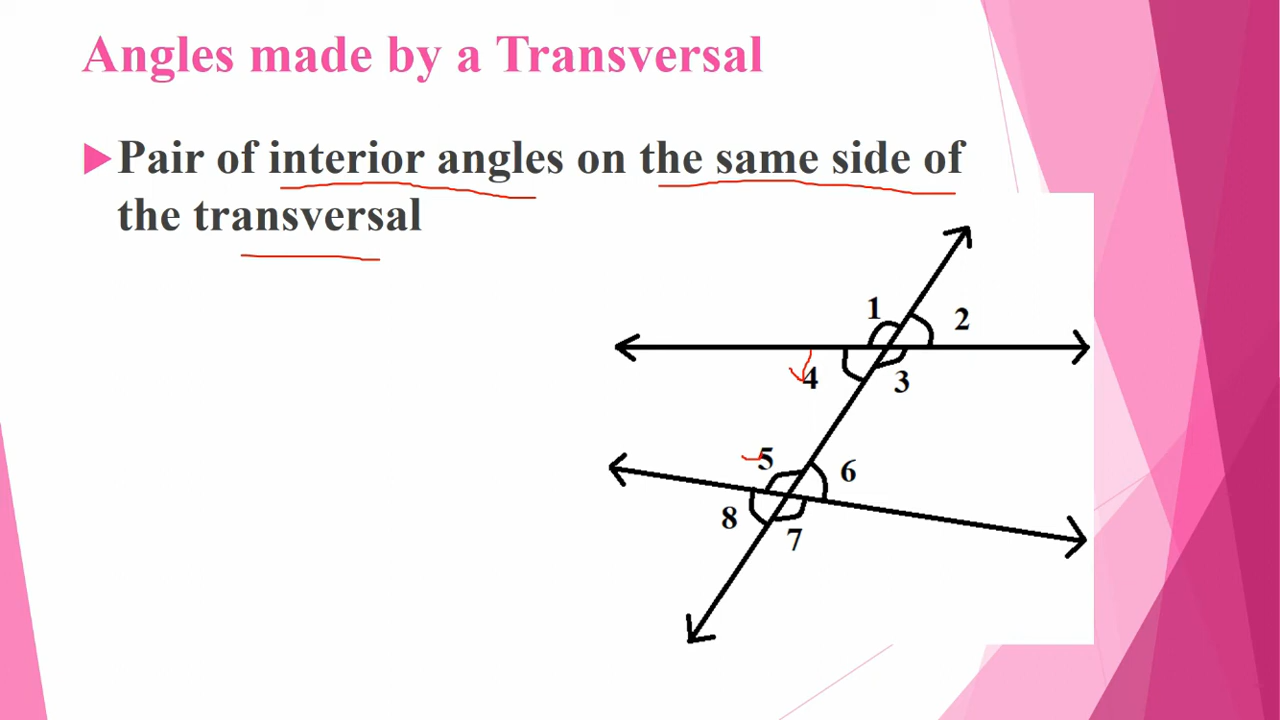 Angles made by a Transversal
Pair of interior angles on the same side of
the transversal
1
2
4
3
5
6
8
7